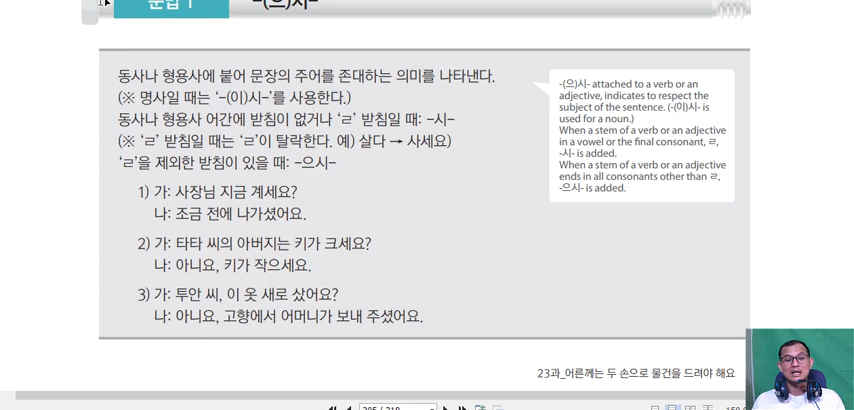 문법 1 -(으)시-
동사나 형용사에 붙어 문장의 주어를 존대하는 의미를 나타낸다.
(※ 명사일 때는 ‘-(이)시-’를 사용한다.)
동사나 형용사 어간에 받침이 없거나 ‘ㄹ’ 받침일 때: -시-
(※ ‘ㄹ’ 받침일 때는 ‘ㄹ’이 탈락한다. 예) 살다 → 사세요)
‘ㄹ’을 제외한 받침이 있을 때: -으시-
1) 가: 사장님 지금 계세요?
나: 조금 전에 나가셨어요.
2) 가: 타타 씨의 아버지는 키가 크세요?
나: 아니요, 키가 작으세요.
3) 가: 투안 씨, 이 옷 새로 샀어요?
나: 아니요, 고향에서 어머니가 보내 주셨어요.
-(으)시- attached to a verb or an
adjective, indicates to respect the
subject of the sentence. (-(이)시- is
used for a noun.)
When a stem of a verb or an adjective
in a vowel or the final consonant, ㄹ,
-시- is added.
When a stem of a verb or an adjective
ends in all consonants other than ㄹ,
-으시- is added.
23과_어른께는 두 손으로 물건을 드려야 해요